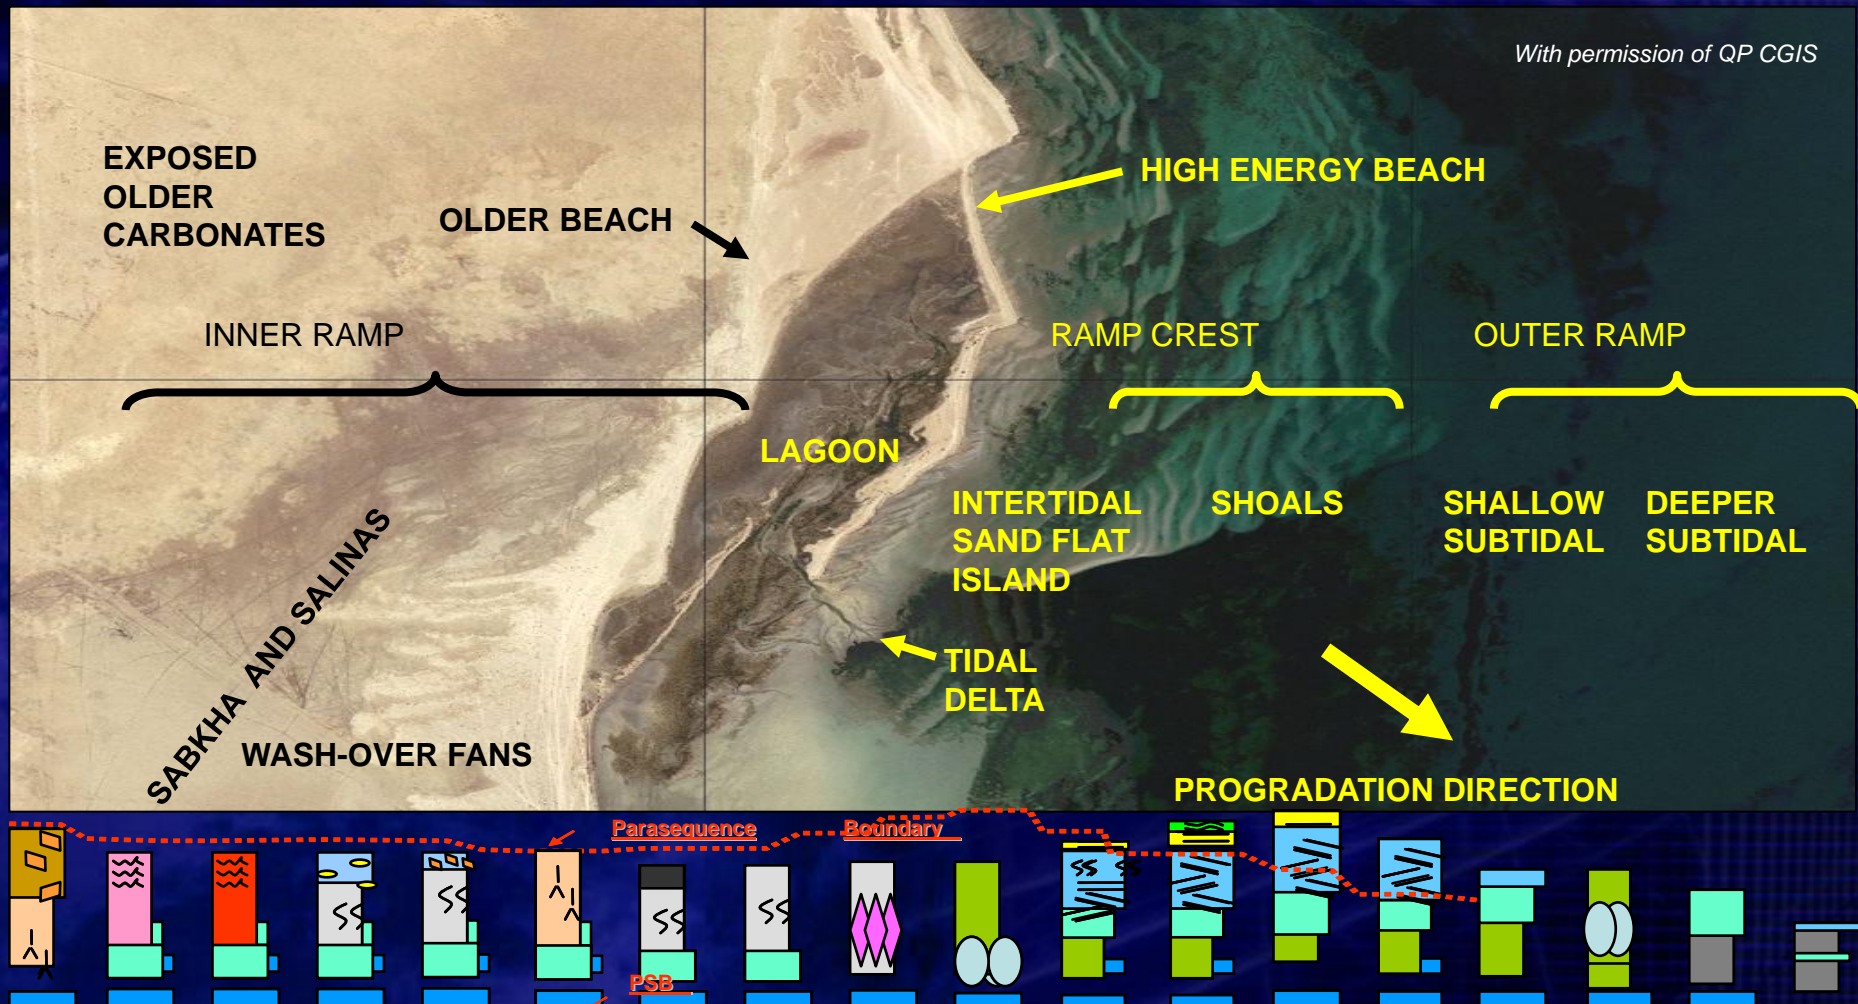 With permission of QP CGIS
EXPOSED
OLDER
CARBONATES
OLDER BEACH
HIGH ENERGY BEACH
INNER RAMP
RAMP CREST
OUTER RAMP
LAGOON
INTERTIDAL
SAND FLAT
ISLAND
SHOALS
SHALLOW
SUBTIDAL
DEEPER
SUBTIDAL
SABKHA AND SALINAS
TIDAL
DELTA
WASH-OVER FANS
PROGRADATION DIRECTION
Parasequence Boundary
PSB